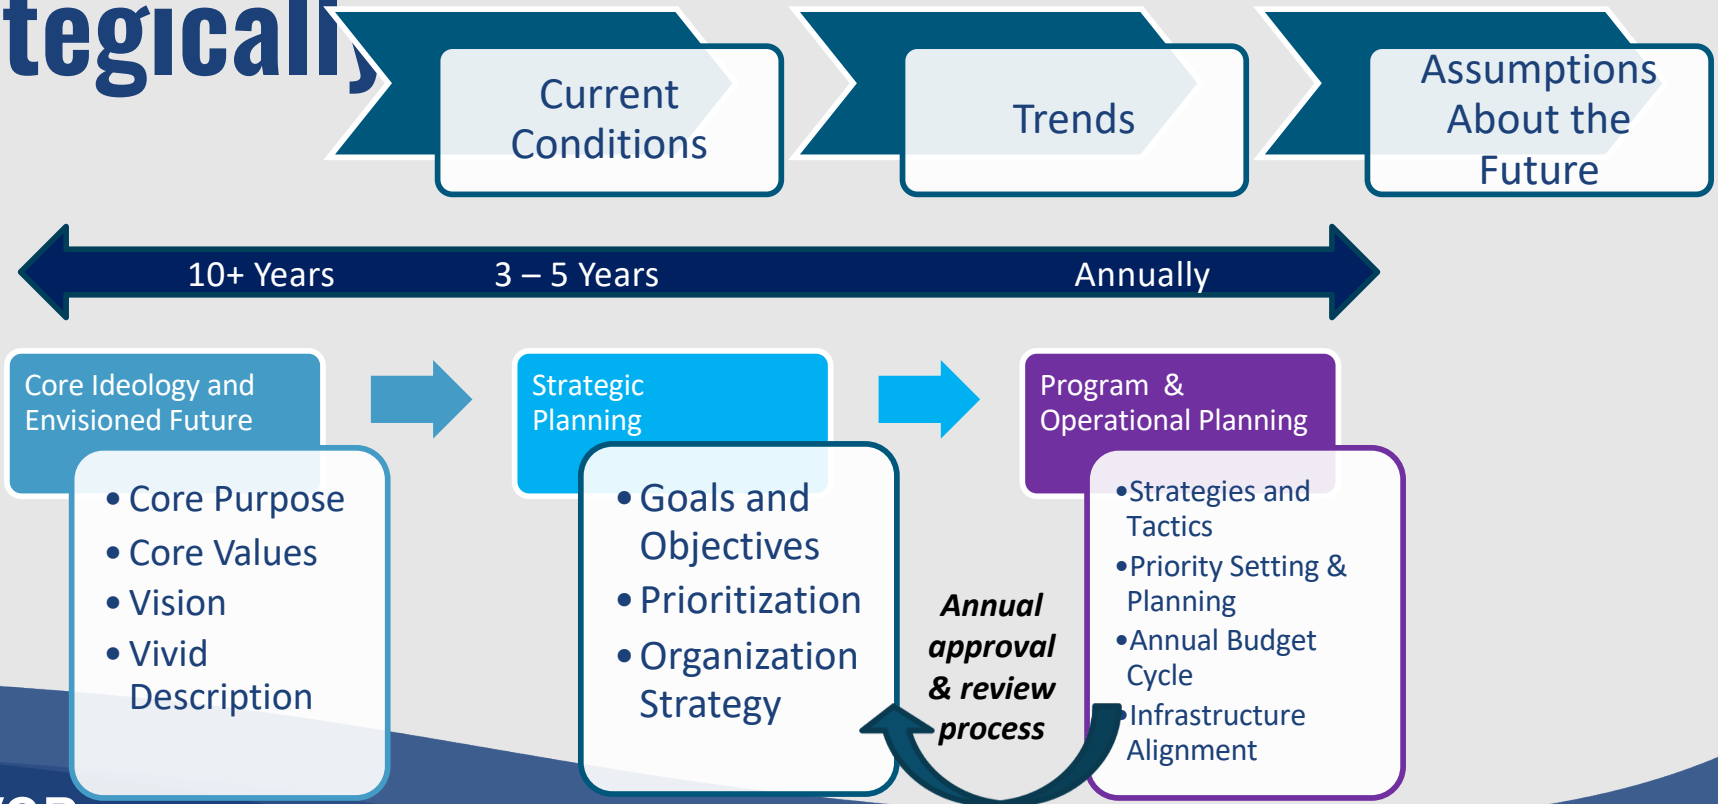 Current
Conditions
Trends
Assumptions
About the
Future
10+ Years
3 – 5 Years
Annually
Core Ideology and
Envisioned Future
• Core Purpose
• Core Values
• Vision
• Vivid
Description
Strategic
Planning
• Goals and
Objectives
• Prioritization
• Organization
Strategy
Annual
approval
& review
process
Program &
Operational Planning
•Strategies and
Tactics
•Priority Setting &
Planning
•Annual Budget
Cycle
•Infrastructure
Alignment